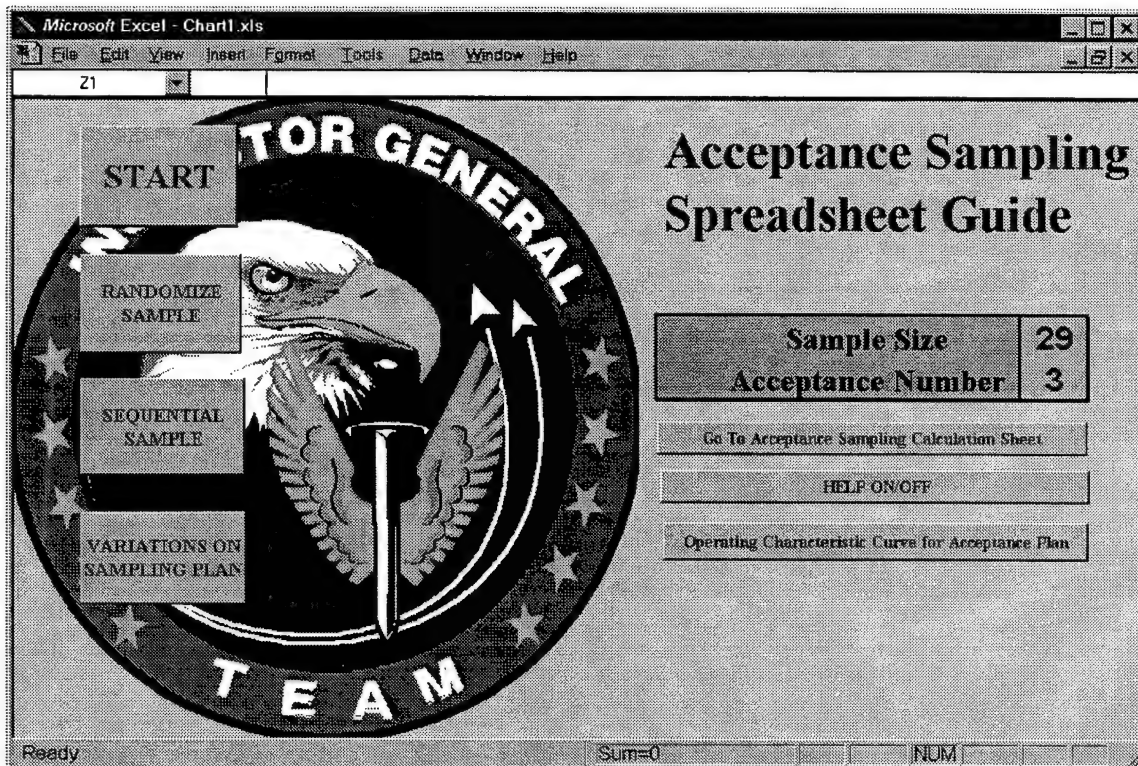 Microsoft Excel - Chart1.xls
File Edit View Insert Format Tools Data Window Help
Z1
TOR GENERAL
TEAM
START
RANDOMIZE
SAMPLE
SEQUENTIAL
SAMPLE
VARIATIONS ON
SAMPLING PLAN
Acceptance Sampling
Spreadsheet Guide
Sample Size 29
Acceptance Number 3
Go To Acceptance Sampling Calculation Sheet
HELP ON/OFF
Operating Characteristic Curve for Acceptance Plan
Ready Sum=0 NUM